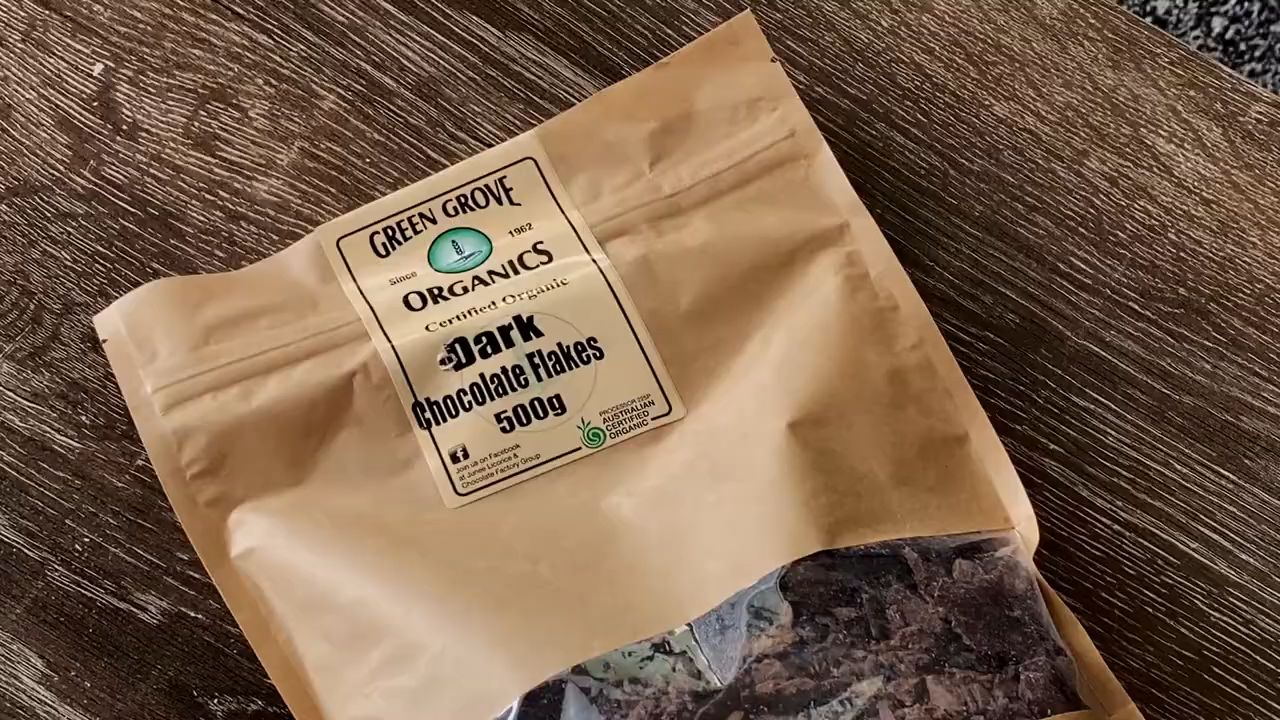 GREEN GROVE
Since 1962
ORGANICS
Certified Organic
Dark
Chocolate Flakes
500g
Join us on Facebook
at Junee Licorice &
Chocolate Factory Group
AUSTRALIAN
CERTIFIED
ORGANIC